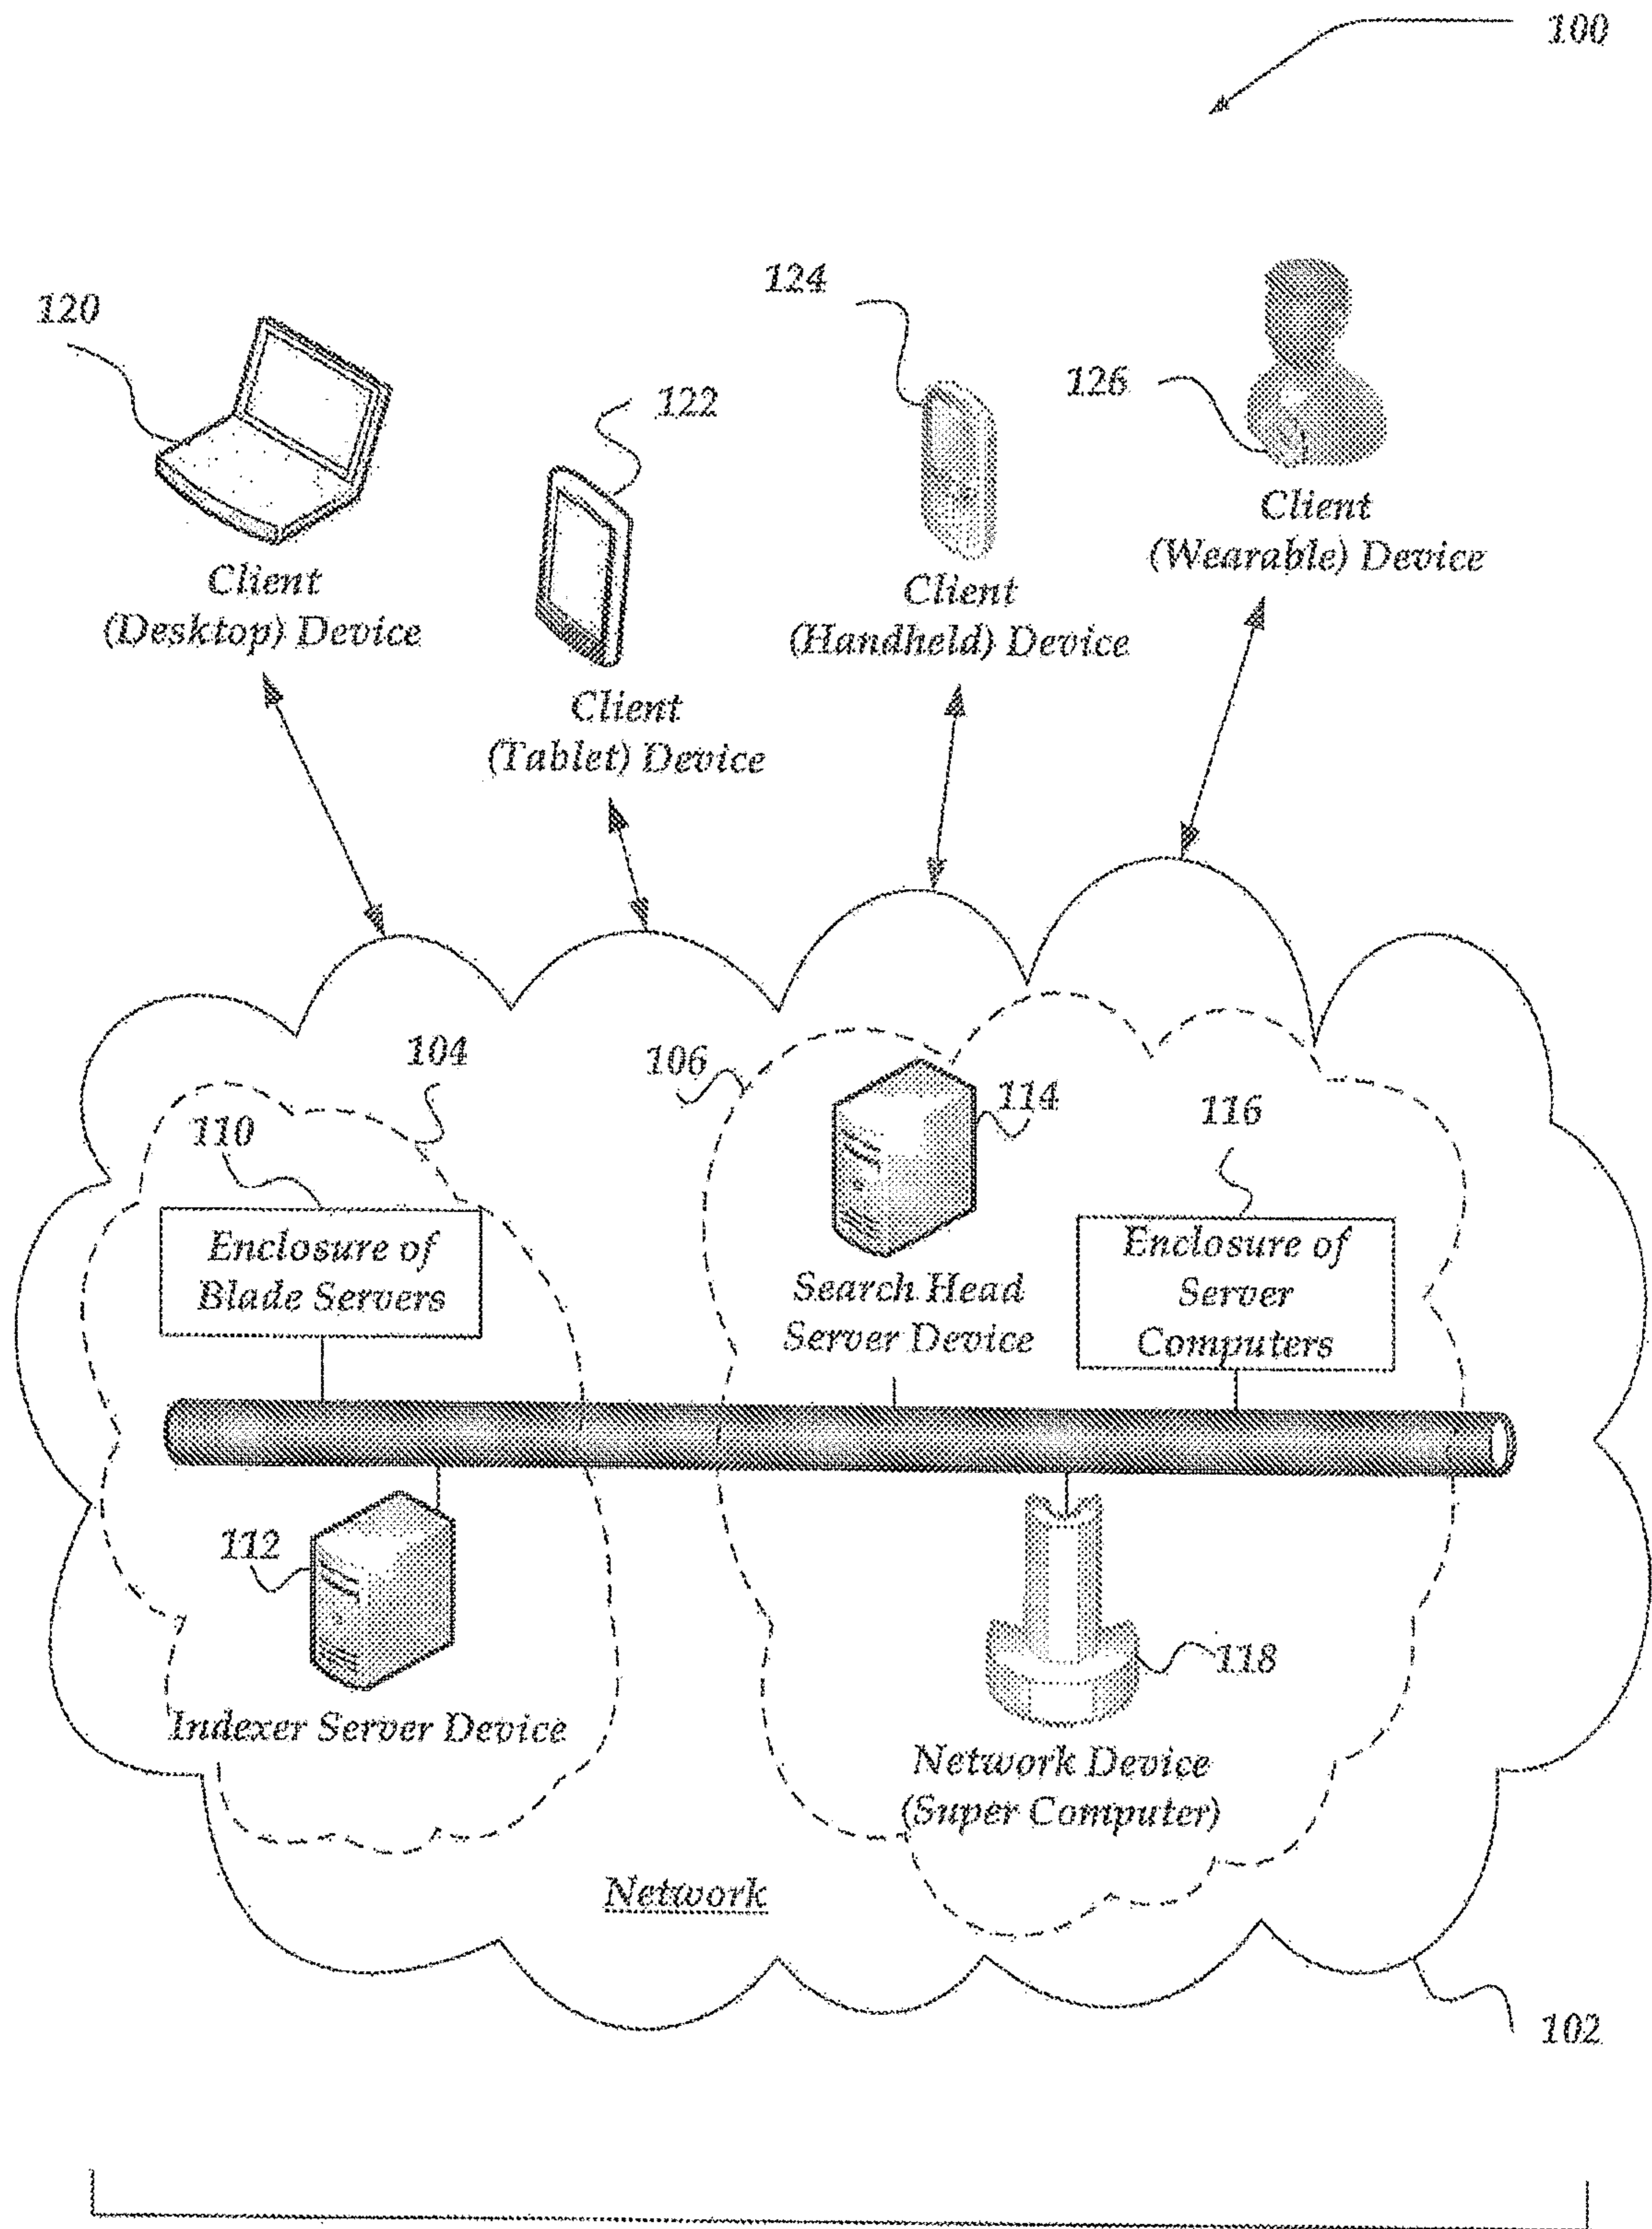 100
120
124
126
122
Client
(Desktop) Device
Client
(Tablet) Device
Client
(Handheld) Device
Client
(Wearable) Device
104
106
110
114
116
Enclosure of
Blade Servers
Search Head
Server Device
Enclosure of
Server
Computers
112
Indexer Server Device
118
Network Device
(Super Computer)
Network
102